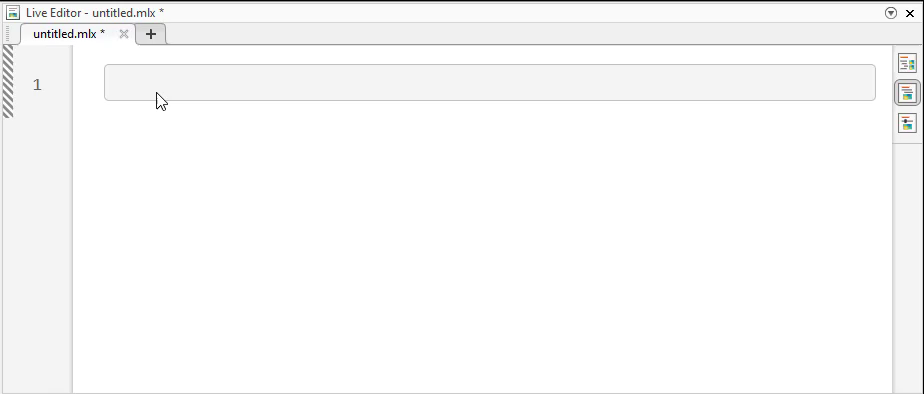 Live Editor - untitled.mlx *
untitled.mlx *
1